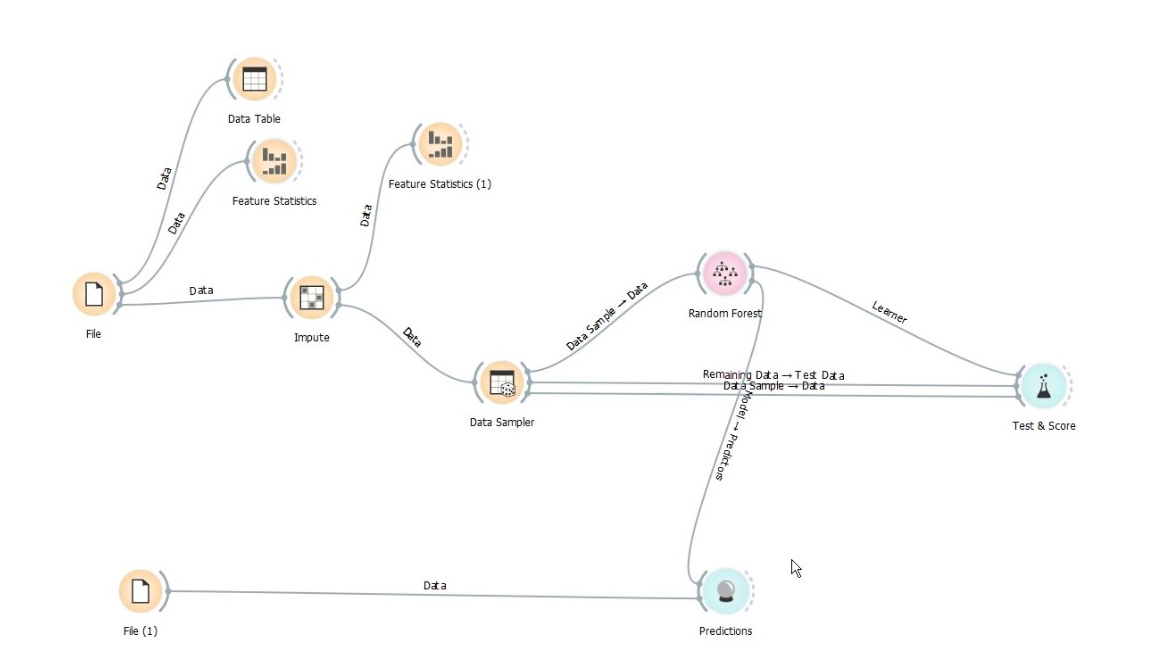 Data Table
Data
Feature Statistics
Data
Feature Statistics (1)
Data
File
Data
Impute
Data
Data Sampler
Data Sample → Data
Random Forest
Learner
Remaining Data → Test Data
Data Sample → Data
Model → Predictors
Test & Score
File (1)
Data
Predictions